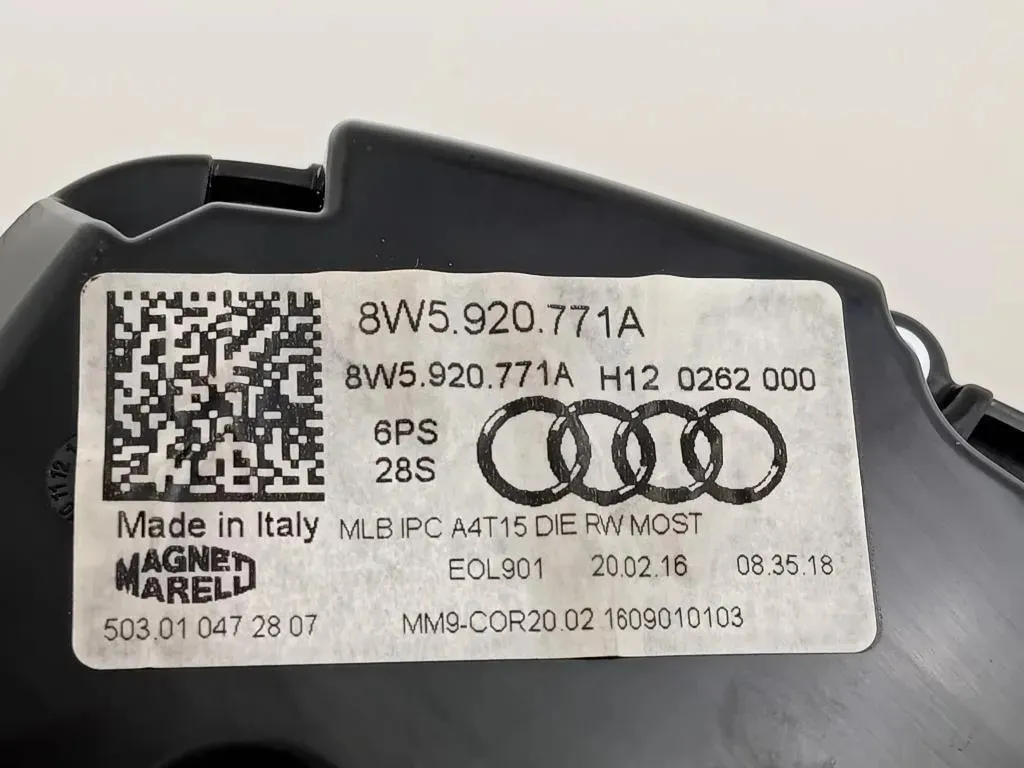 8W5.920.771A
8W5.920.771A H12 0262 000
6PS
28S
Made in Italy
MLB IPC A4T15 DIE RW MOST
MAGNETI
MARELLI
EOL901 20.02.16 08.35.18
503.01 047 28 07
MM9-COR20.02 1609010103